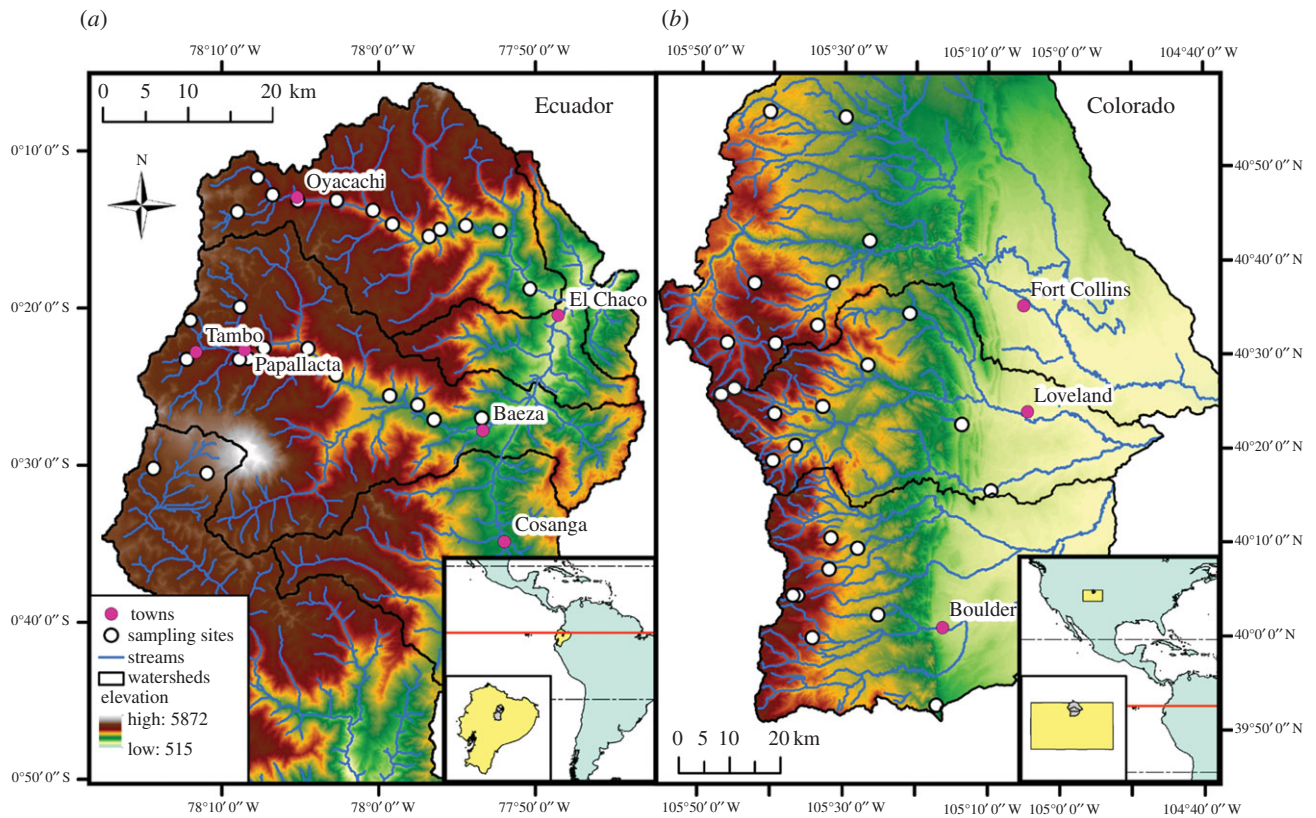 (a)
(b)
78°10′0″W 78°0′0″W 77°50′0″W
105°50′0″W 105°30′0″W 105°10′0″W 105°0′0″W 104°40′0″W
0 5 10 20 km
Ecuador
Colorado
N
0°10′0″S
0°20′0″S
0°30′0″S
0°40′0″S
0°50′0″S
Oyacachi
El Chaco
Tambo
Papallacta
Baeza
Cosanga
towns
sampling sites
streams
watersheds
elevation
high: 5872
low: 515
78°10′0″W 78°0′0″W 77°50′0″W
40°50′0″N
40°40′0″N
40°30′0″N
40°20′0″N
40°10′0″N
40°0′0″N
39°50′0″N
Fort Collins
Loveland
Boulder
0 5 10 20 km
105°50′0″W 105°30′0″W 105°10′0″W 105°0′0″W 104°40′0″W